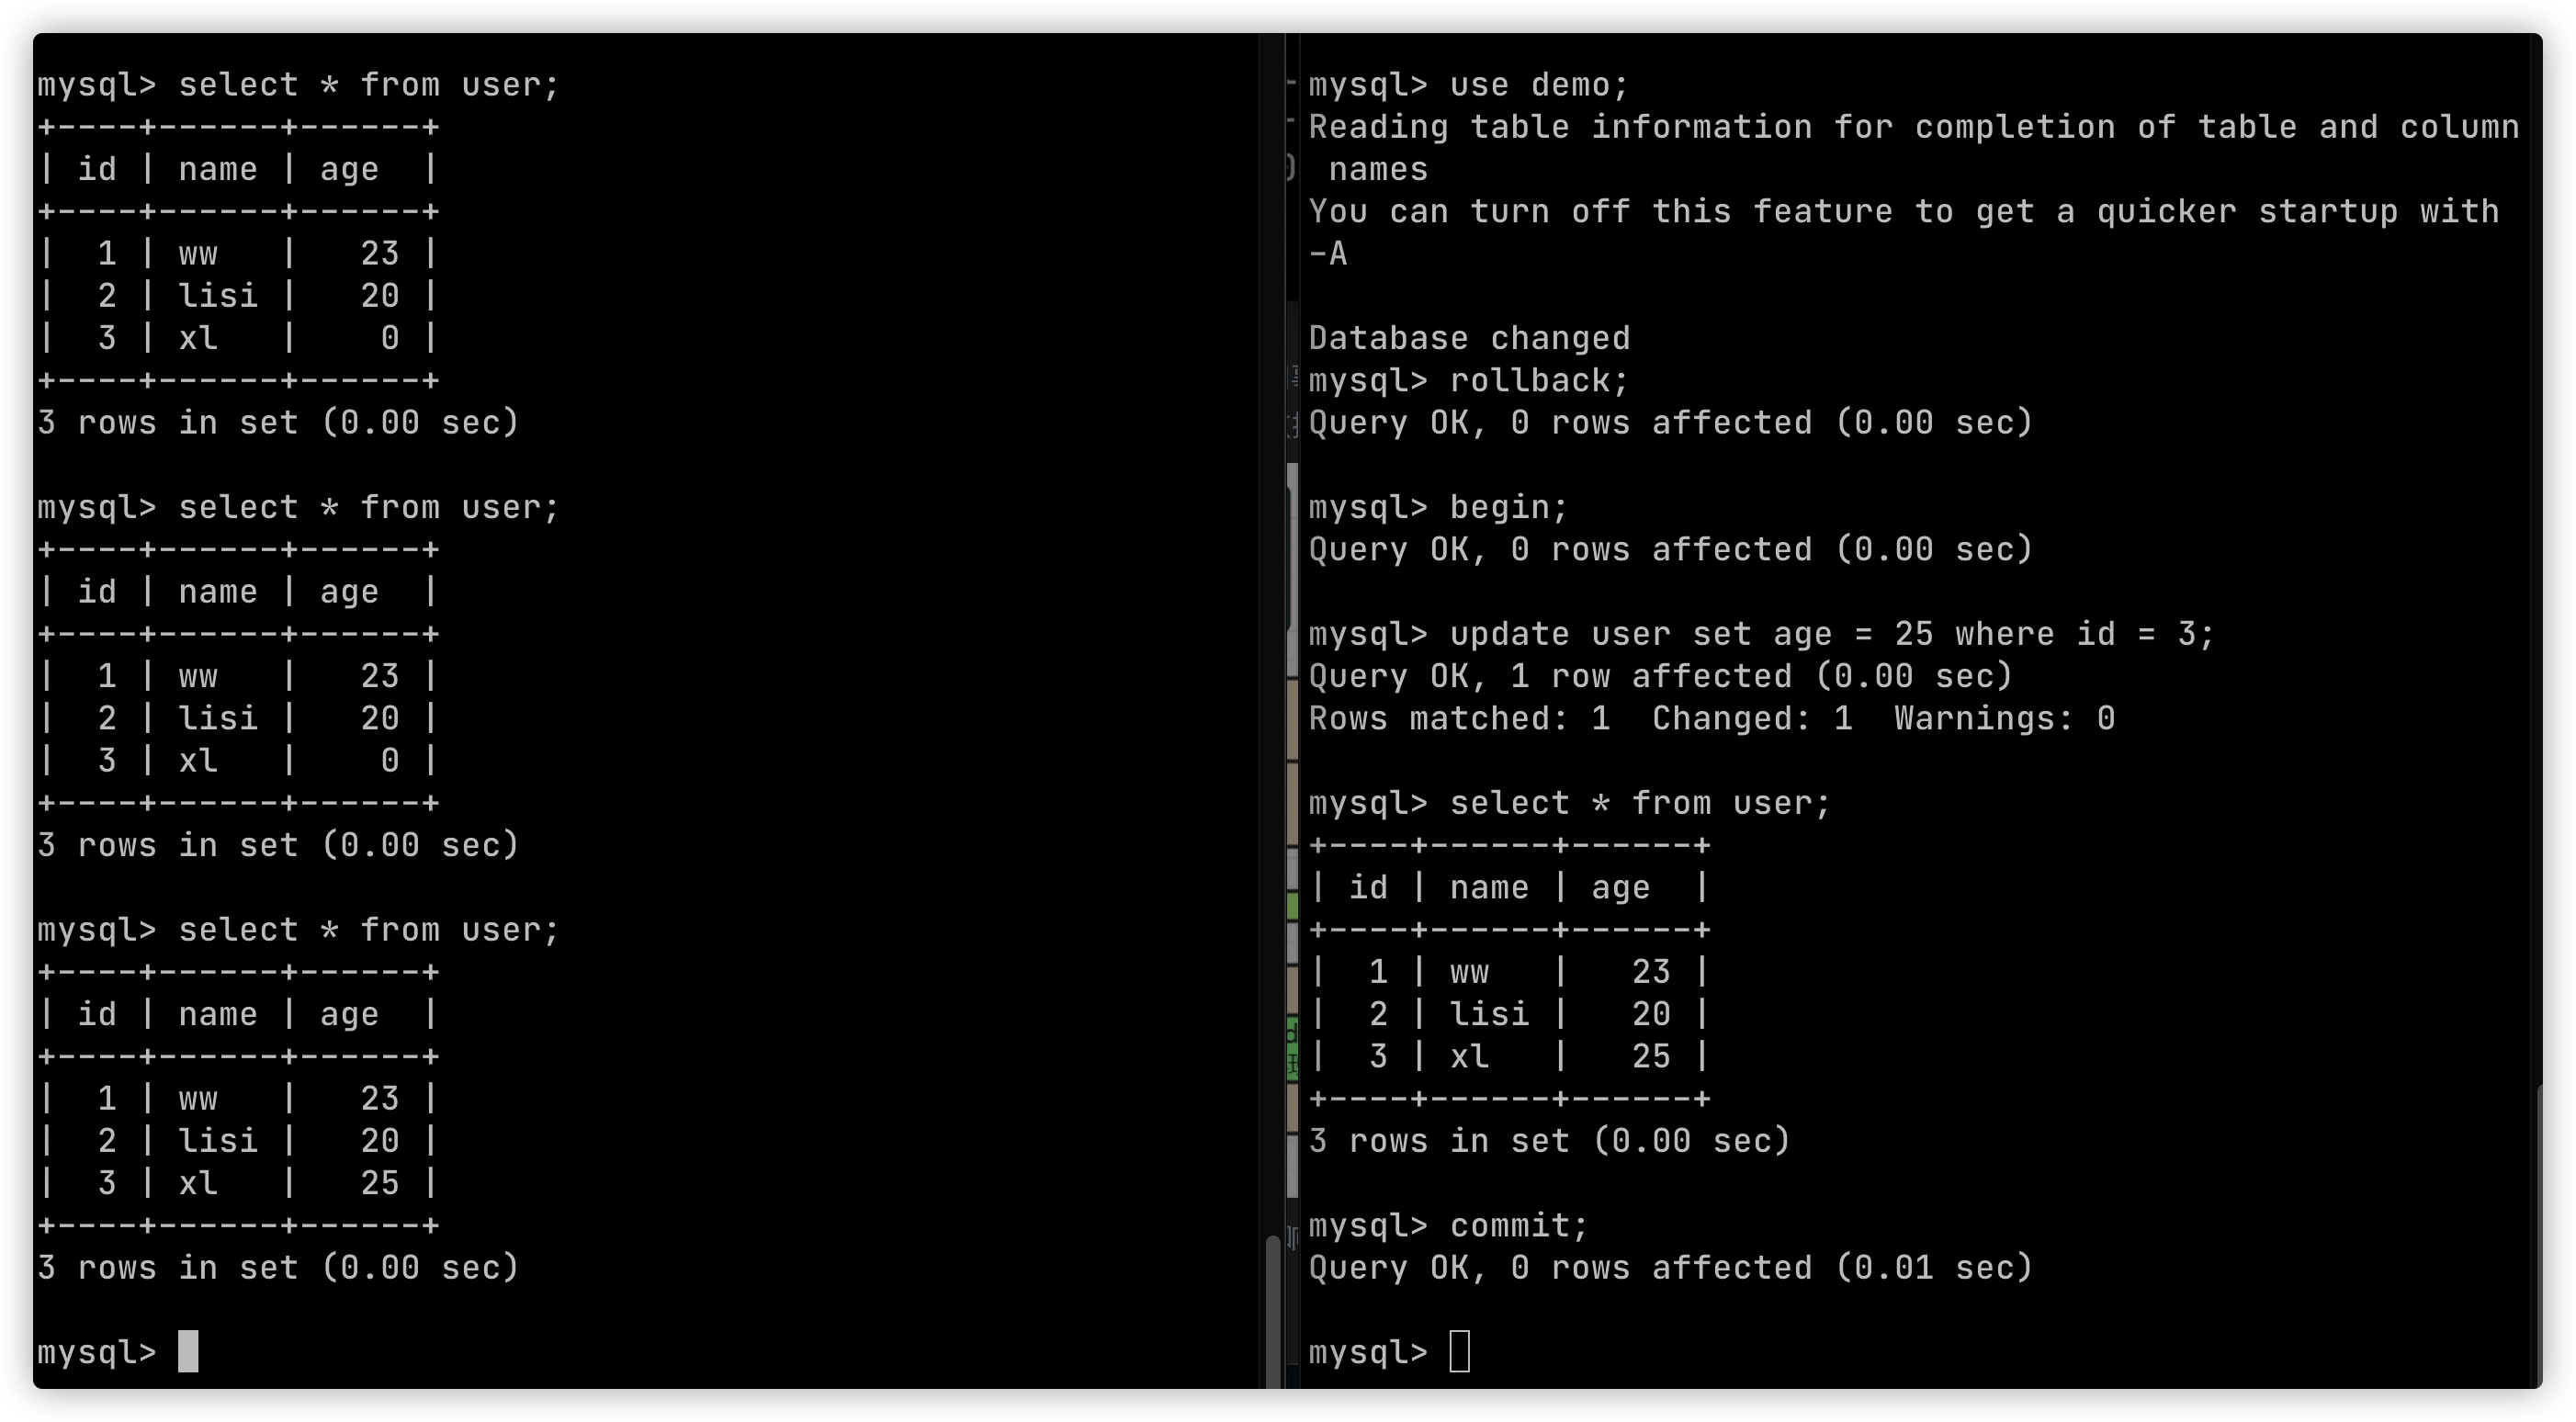 mysql> select * from user;
+----+------+------+
| id | name | age  |
+----+------+------+
|  1 | ww   |   23 |
|  2 | lisi |   20 |
|  3 | xl   |    0 |
+----+------+------+
3 rows in set (0.00 sec)
mysql> select * from user;
+----+------+------+
| id | name | age  |
+----+------+------+
|  1 | ww   |   23 |
|  2 | lisi |   20 |
|  3 | xl   |    0 |
+----+------+------+
3 rows in set (0.00 sec)
mysql> select * from user;
+----+------+------+
| id | name | age  |
+----+------+------+
|  1 | ww   |   23 |
|  2 | lisi |   20 |
|  3 | xl   |   25 |
+----+------+------+
3 rows in set (0.00 sec)
mysql>
mysql> use demo;
Reading table information for completion of table and column
 names
You can turn off this feature to get a quicker startup with
-A
Database changed
mysql> rollback;
Query OK, 0 rows affected (0.00 sec)
mysql> begin;
Query OK, 0 rows affected (0.00 sec)
mysql> update user set age = 25 where id = 3;
Query OK, 1 row affected (0.00 sec)
Rows matched: 1  Changed: 1  Warnings: 0
mysql> select * from user;
+----+------+------+
| id | name | age  |
+----+------+------+
|  1 | ww   |   23 |
|  2 | lisi |   20 |
|  3 | xl   |   25 |
+----+------+------+
3 rows in set (0.00 sec)
mysql> commit;
Query OK, 0 rows affected (0.01 sec)
mysql>